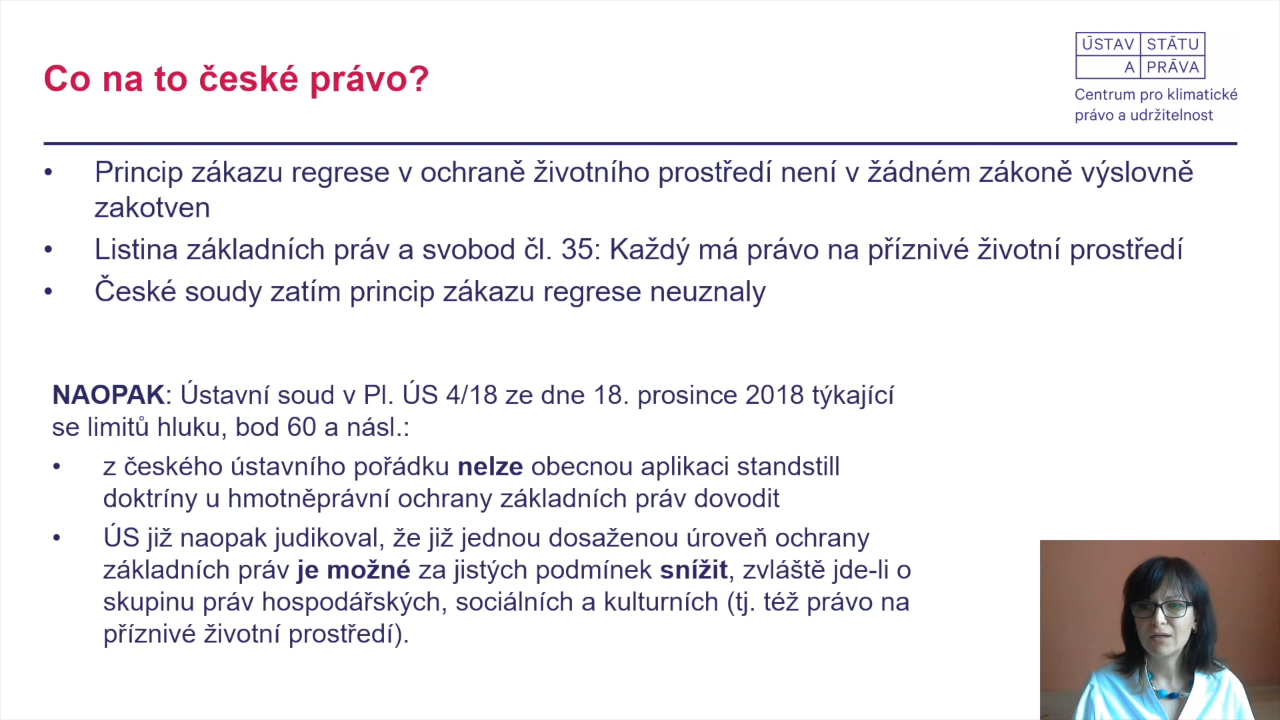 Co na to české právo?
ÚSTAV STÁTU
A PRÁVA
Centrum pro klimatické
právo a udržitelnost
• Princip zákazu regrese v ochraně životního prostředí není v žádném zákoně výslovně
zakotven
• Listina základních práv a svobod čl. 35: Každý má právo na příznivé životní prostředí
• České soudy zatím princip zákazu regrese neuznaly
NAOPAK: Ústavní soud v Pl. ÚS 4/18 ze dne 18. prosince 2018 týkající
se limitů hluku, bod 60 a násl.:
• z českého ústavního pořádku nelze obecnou aplikaci standstill
doktríny u hmotněprávní ochrany základních práv dovodit
• ÚS již naopak judikoval, že již jednou dosaženou úroveň ochrany
základních práv je možné za jistých podmínek snížit, zvláště jde-li o
skupinu práv hospodářských, sociálních a kulturních (tj. též právo na
příznivé životní prostředí).